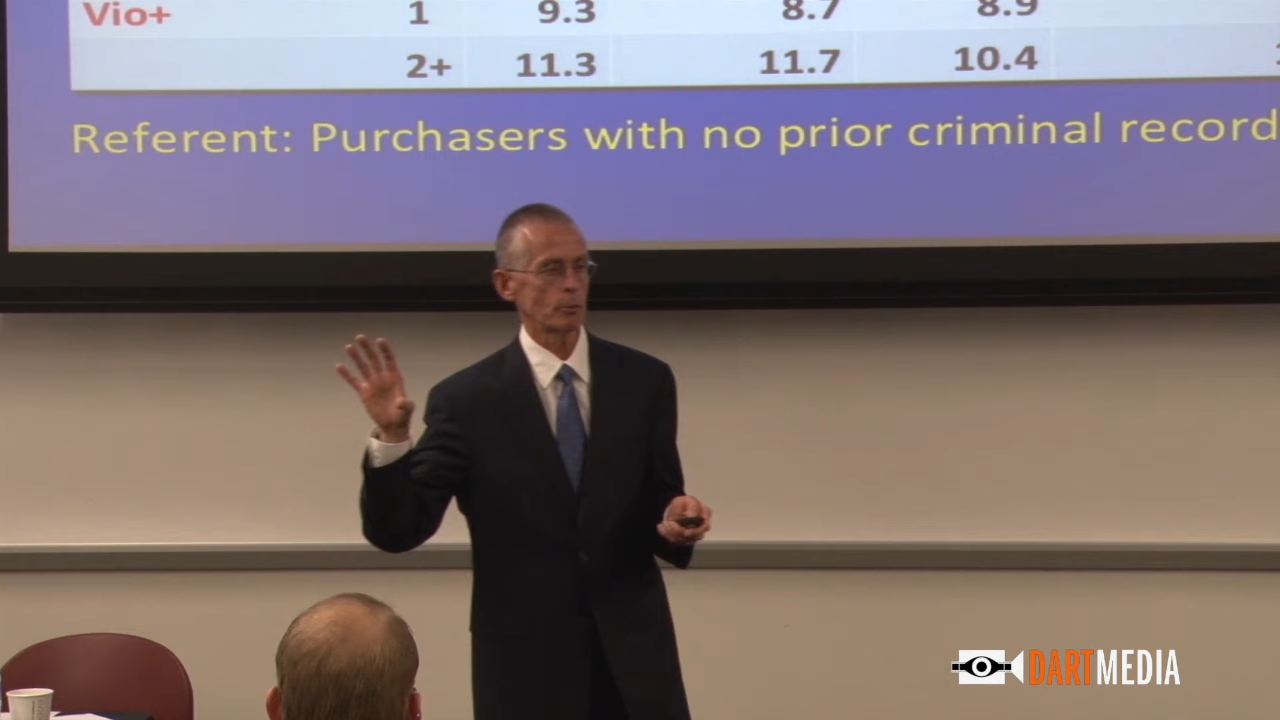 Vio+ 1 9.3 8.7 8.9
2+ 11.3 11.7 10.4
Referent: Purchasers with no prior criminal record
DARTMEDIA